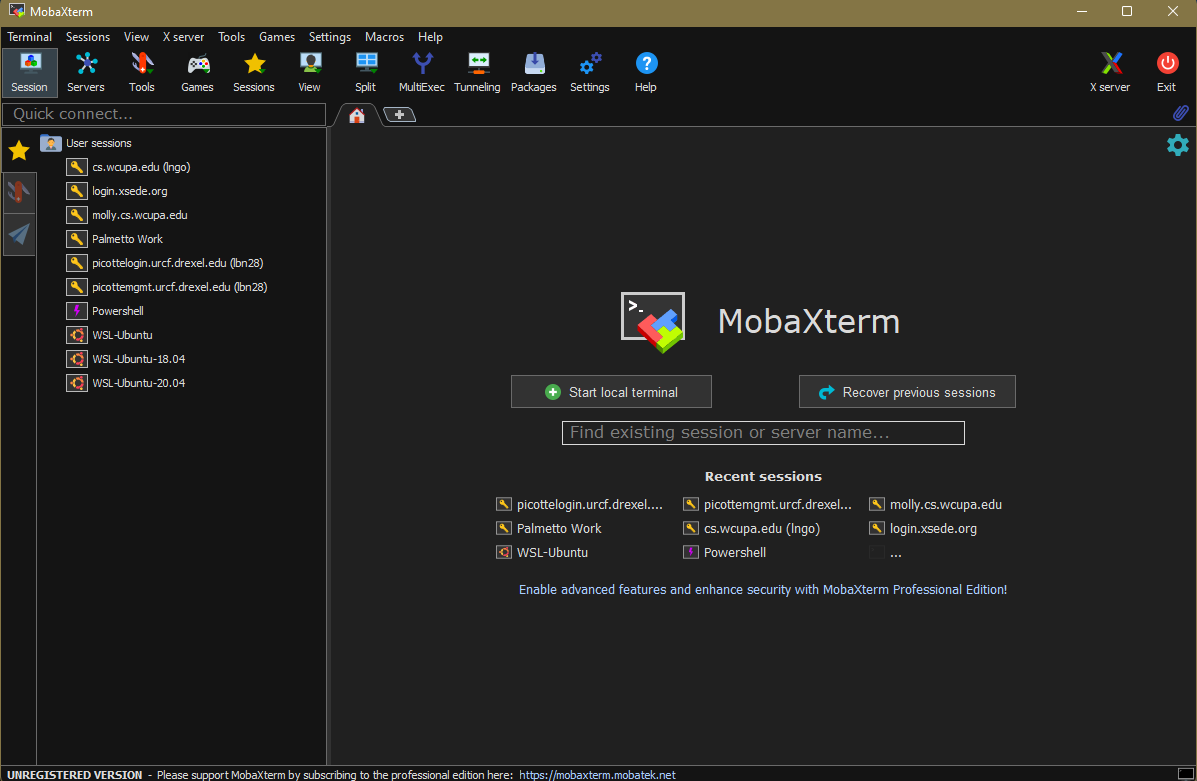 MobaXterm
Terminal Sessions View X server Tools Games Settings Macros Help
Session Servers Tools Games Sessions View Split MultiExec Tunneling Packages Settings Help X server Exit
Quick connect...
User sessions
cs.wcupa.edu (lngo)
login.xsede.org
molly.cs.wcupa.edu
Palmetto Work
picottelogin.urcf.drexel.edu (lbn28)
picottemgmt.urcf.drexel.edu (lbn28)
Powershell
WSL-Ubuntu
WSL-Ubuntu-18.04
WSL-Ubuntu-20.04
>_
MobaXterm
Start local terminal Recover previous sessions
Find existing session or server name...
Recent sessions
picottelogin.urcf.drexel.... picottemgmt.urcf.drexel... molly.cs.wcupa.edu
Palmetto Work cs.wcupa.edu (lngo) login.xsede.org
WSL-Ubuntu Powershell ...
Enable advanced features and enhance security with MobaXterm Professional Edition!
UNREGISTERED VERSION - Please support MobaXterm by subscribing to the professional edition here: https://mobaxterm.mobatek.net